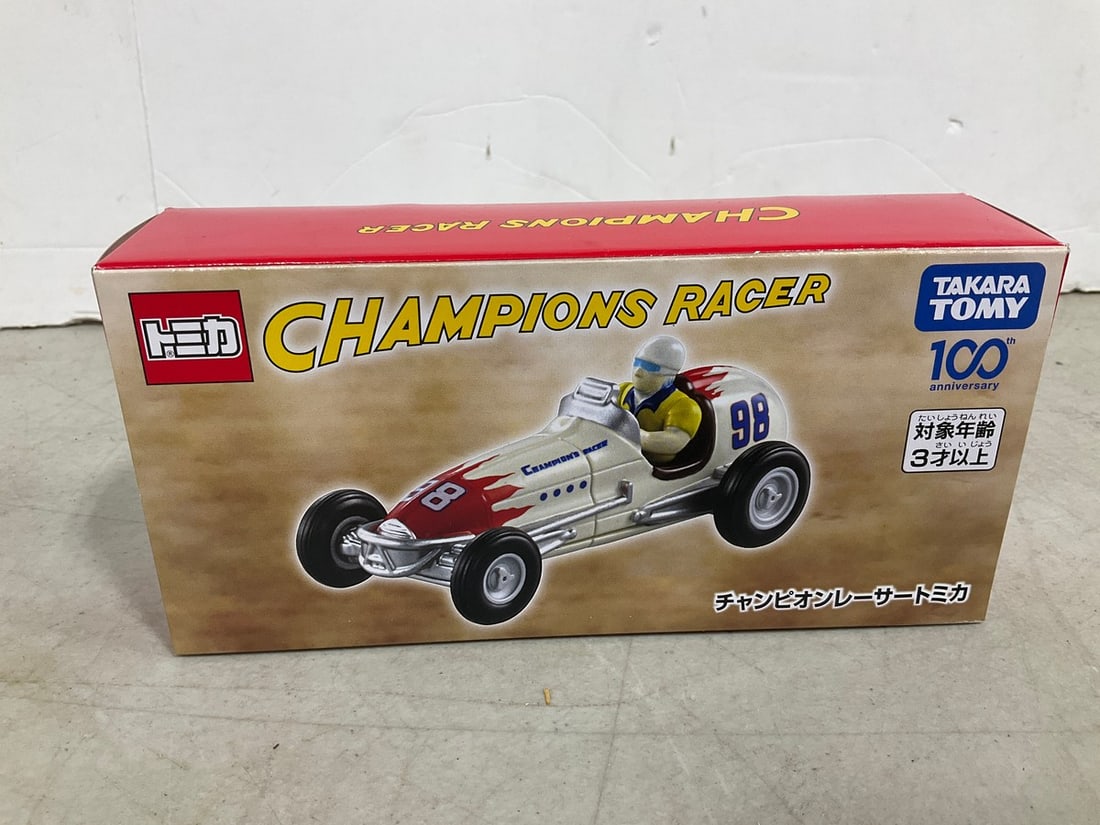 CHAMPIONS RACER
トミカ®
CHAMPIONS RACER
TAKARA
TOMY
100th
anniversary
たいしょうねんれい
対象年齢
さいいじょう
3才以上
98
CHAMPION'S RACER
98
チャンピオンレーサートミカ